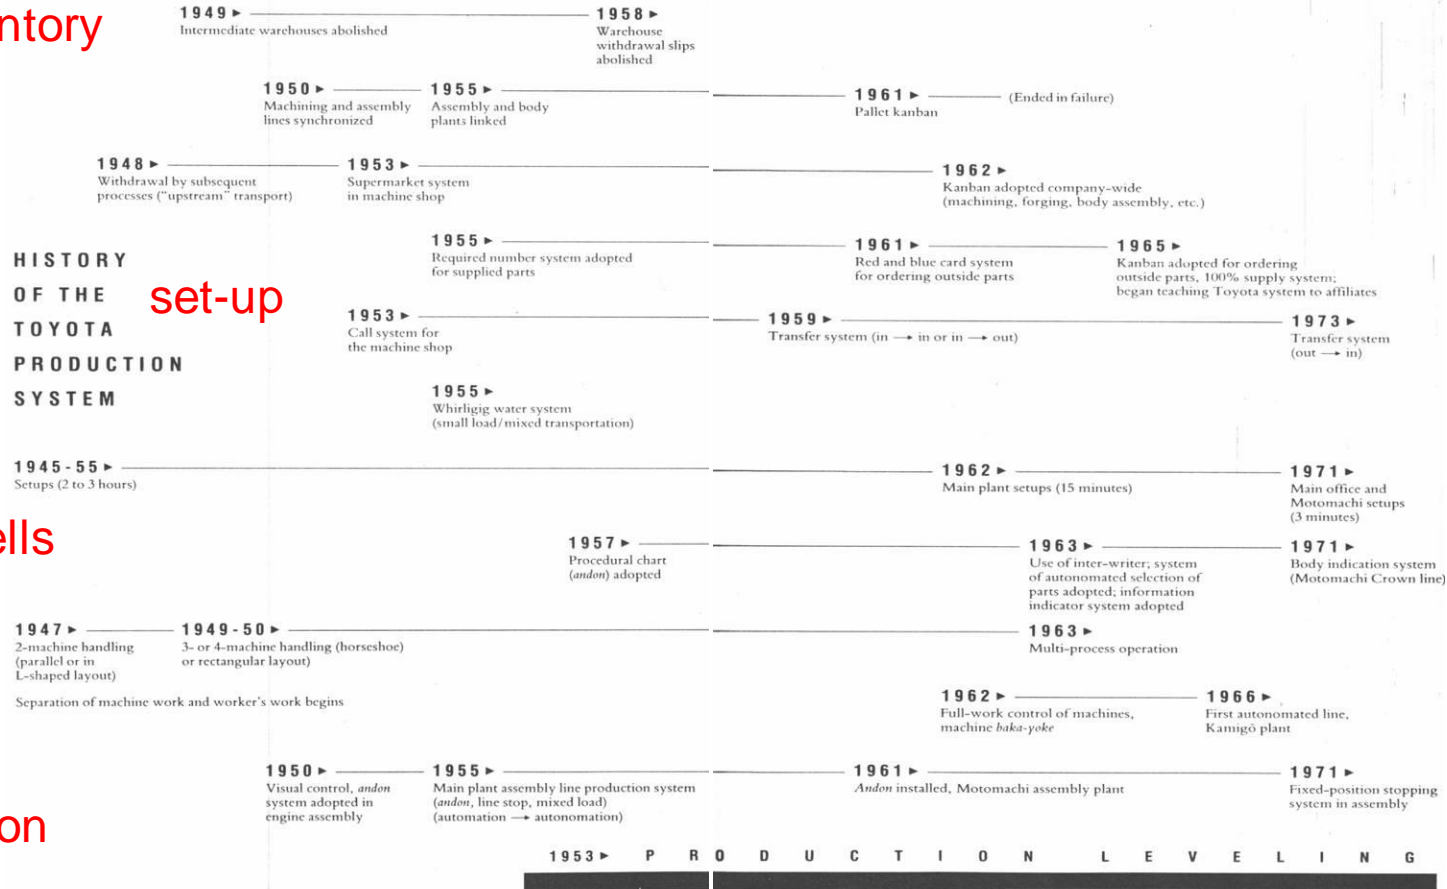 ntory
1949 ► 1958 ►
Intermediate warehouses abolished Warehouse
withdrawal slips
abolished
1950 ► 1955 ► 1961 ► (Ended in failure)
Machining and assembly Assembly and body Pallet kanban
lines synchronized plants linked
1948 ► 1953 ► 1962 ►
Withdrawal by subsequent Supermarket system Kanban adopted company-wide
processes ("upstream" transport) in machine shop (machining, forging, body assembly, etc.)
1955 ► 1961 ► 1965 ►
Required number system adopted Red and blue card system Kanban adopted for ordering
for supplied parts for ordering outside parts outside parts, 100% supply system;
began teaching Toyota system to affiliates
HISTORY
OF THE
TOYOTA
PRODUCTION
SYSTEM
set-up
1953 ► 1959 ► 1973 ►
Call system for Transfer system (in → in or in → out) Transfer system
the machine shop (out → in)
1955 ►
Whirligig water system
(small load/mixed transportation)
1945-55 ► 1962 ► 1971 ►
Setups (2 to 3 hours) Main plant setups (15 minutes) Main office and
Motomachi setups
(3 minutes)
ells
1957 ► 1963 ► 1971 ►
Procedural chart Use of inter-writer; system Body indication system
(andon) adopted of autonomated selection of (Motomachi Crown line)
parts adopted; information
indicator system adopted
1947 ► 1949-50 ► 1963 ►
2-machine handling 3- or 4-machine handling (horseshoe) Multi-process operation
(parallel or in or rectangular layout)
L-shaped layout)
Separation of machine work and worker's work begins
1962 ► 1966 ►
Full-work control of machines, First autonomated line,
machine baka-yoke Kamigō plant
1950 ► 1955 ► 1961 ► 1971 ►
Visual control, andon Main plant assembly line production system Andon installed, Motomachi assembly plant Fixed-position stopping
system adopted in (andon, line stop, mixed load) system in assembly
engine assembly (automation → autonomation)
on
1953 ► PRODUCTION LEVELING